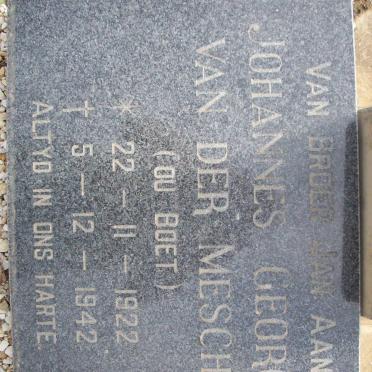 VAN BROER JAN AAN
JOHANNES GEOR
VAN DER MESCH
(OU BOET)
* 22 — 11 — 1922
† 5 — 12 — 1942
ALTYD IN ONS HARTE